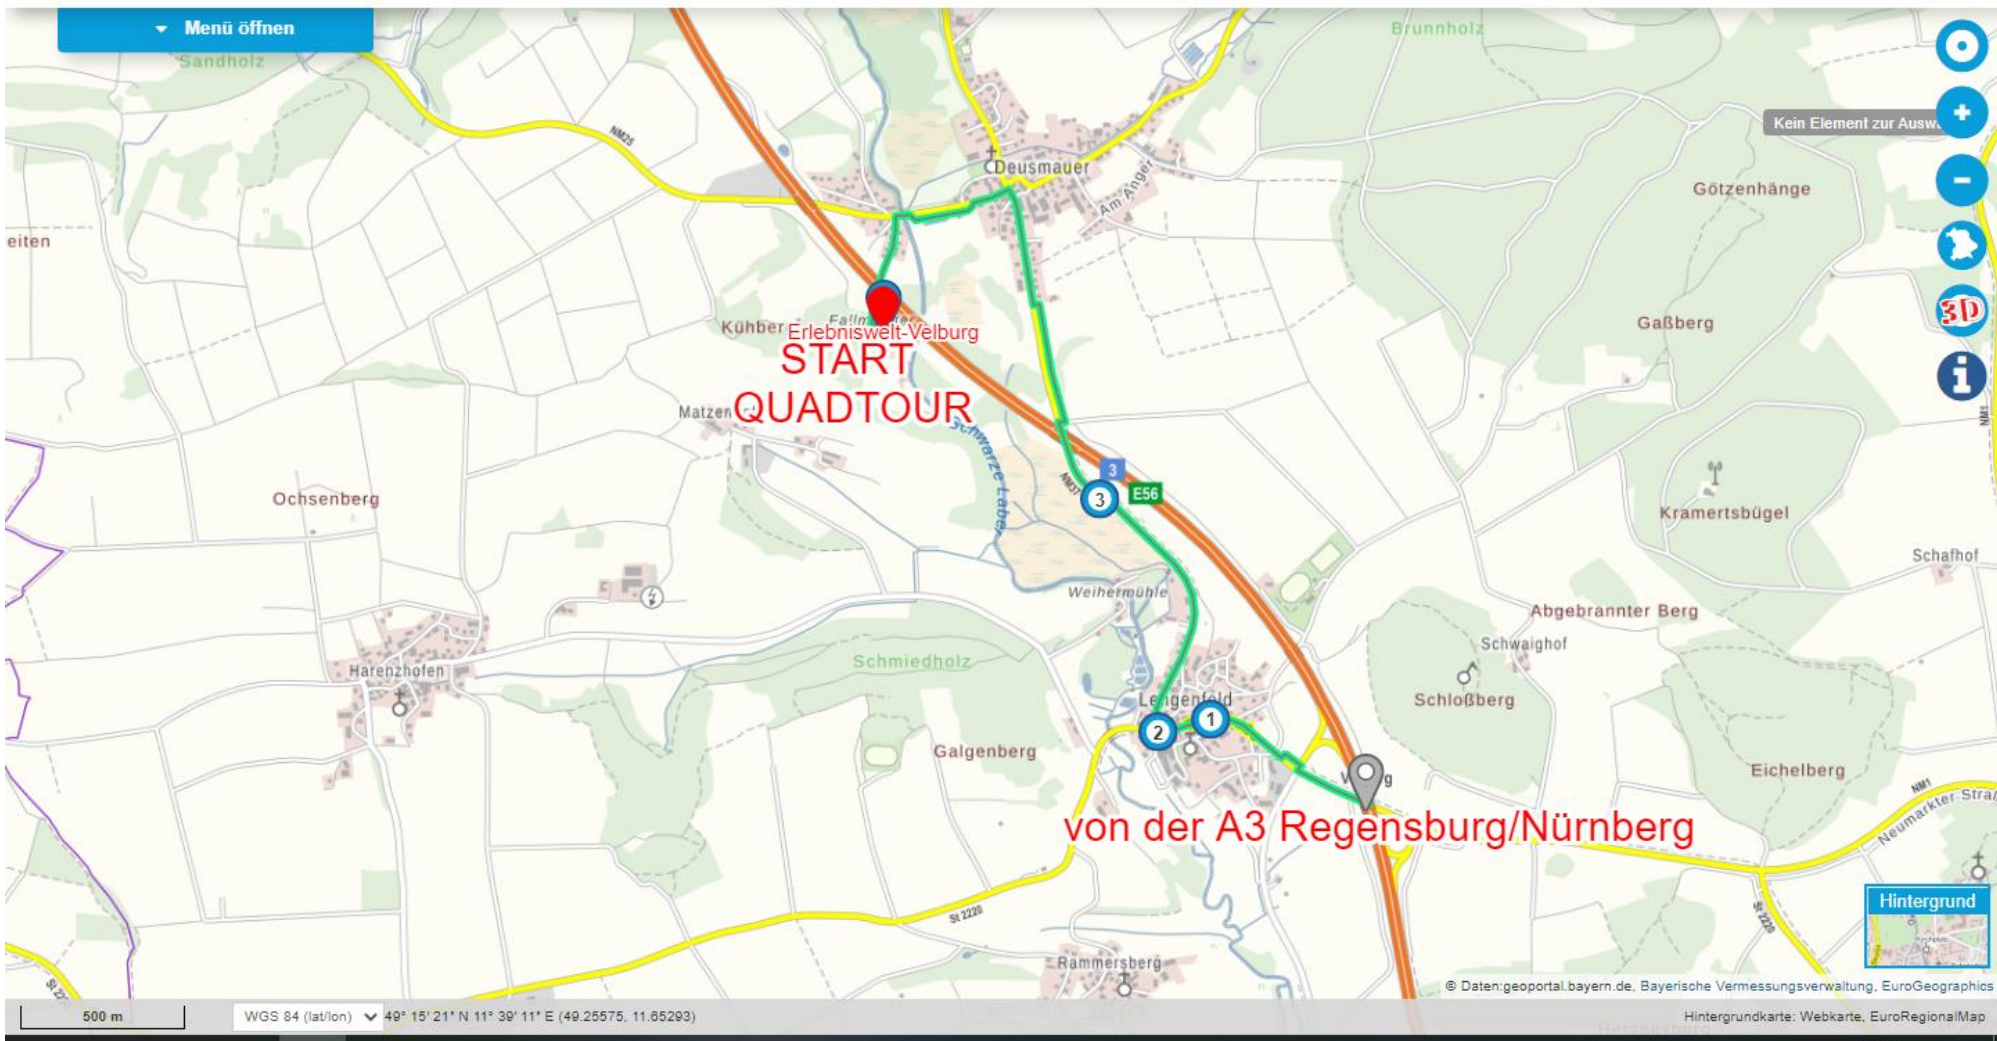 Menü öffnen
Brunnholz
Sandholz
Kein Element zur Ausw
NM25
Deusmauer
Am Anger
Götzenhänge
eiten
3D
Kühber
Erlebniswelt-Velburg
Gaßberg
START
QUADTOUR
Matzen
NM1
Schwarze Laber
Ochsenberg
NM37
3
3
E56
Kramertsbügel
Schafhof
Weihermühle
Abgebrannter Berg
Schwaighof
Schmiedholz
Harenzhofen
Lengenfeld
Schloßberg
1
2
Galgenberg
Eichelberg
NM1
Neumarkter Straß
von der A3 Regensburg/Nürnberg
Hintergrund
St 2220
St 2220
Rammersberg
© Daten:geoportal.bayern.de, Bayerische Vermessungsverwaltung, EuroGeographics
500 m
WGS 84 (lat/lon)
49° 15' 21" N 11° 39' 11" E (49.25575, 11.65293)
Hintergrundkarte: Webkarte, EuroRegionalMap